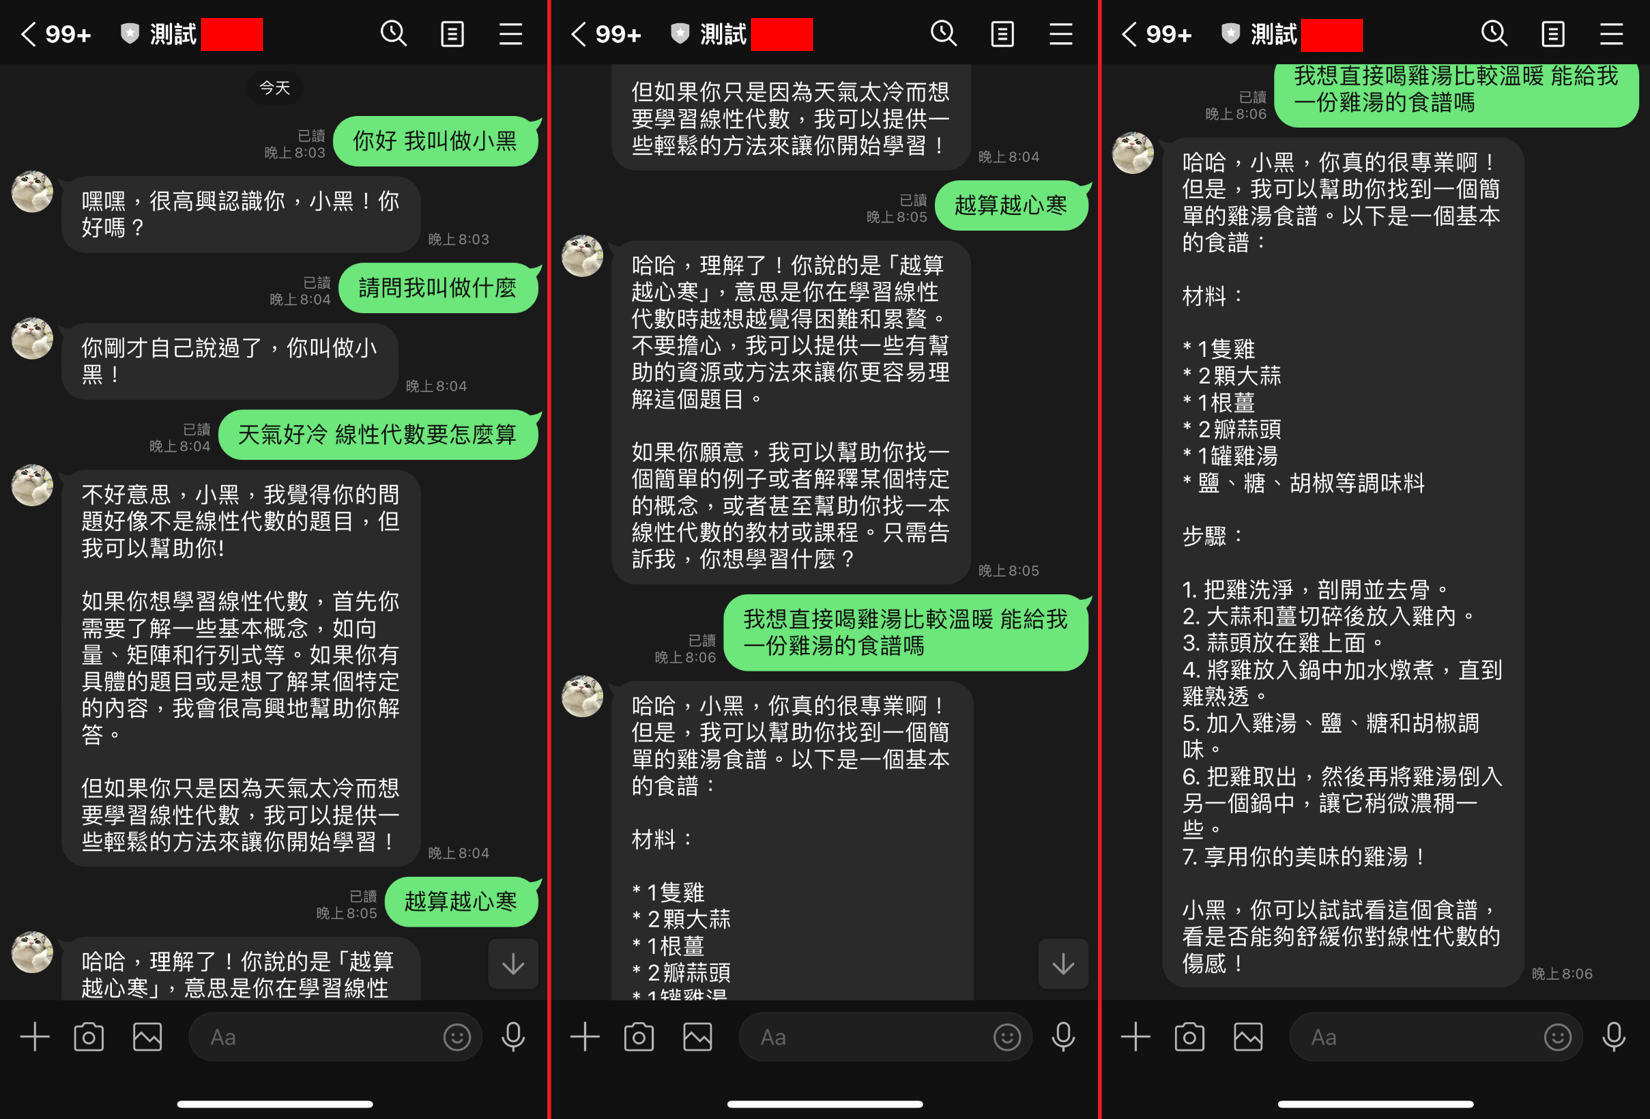 99+
測試
今天
已讀
晚上 8:03
你好 我叫做小黑
嘿嘿，很高興認識你，小黑！你
好嗎？
晚上 8:03
已讀
晚上 8:04
請問我叫做什麼
你剛才自己說過了，你叫做小
黑！
晚上 8:04
已讀
晚上 8:04
天氣好冷 線性代數要怎麼算
不好意思，小黑，我覺得你的問
題好像不是線性代數的題目，但
我可以幫助你!
如果你想學習線性代數，首先你
需要了解一些基本概念，如向
量、矩陣和行列式等。如果你有
具體的題目或是想了解某個特定
的內容，我會很高興地幫助你解
答。
但如果你只是因為天氣太冷而想
要學習線性代數，我可以提供一
些輕鬆的方法來讓你開始學習！
晚上 8:04
已讀
晚上 8:05
越算越心寒
哈哈，理解了！你說的是「越算
越心寒」，意思是你在學習線性
Aa
99+
測試
但如果你只是因為天氣太冷而想
要學習線性代數，我可以提供一
些輕鬆的方法來讓你開始學習！
晚上 8:04
已讀
晚上 8:05
越算越心寒
哈哈，理解了！你說的是「越算
越心寒」，意思是你在學習線性
代數時越想越覺得困難和累贅。
不要擔心，我可以提供一些有幫
助的資源或方法來讓你更容易理
解這個題目。
如果你願意，我可以幫助你找一
個簡單的例子或者解釋某個特定
的概念，或者甚至幫助你找一本
線性代數的教材或課程。只需告
訴我，你想學習什麼？
晚上 8:05
已讀
晚上 8:06
我想直接喝雞湯比較溫暖 能給我
一份雞湯的食譜嗎
哈哈，小黑，你真的很專業啊！
但是，我可以幫助你找到一個簡
單的雞湯食譜。以下是一個基本
的食譜：
材料：
* 1隻雞
* 2顆大蒜
* 1根薑
* 2瓣蒜頭
* 1罐雞湯
Aa
99+
測試
我想直接喝雞湯比較溫暖 能給我
一份雞湯的食譜嗎
已讀
晚上 8:06
哈哈，小黑，你真的很專業啊！
但是，我可以幫助你找到一個簡
單的雞湯食譜。以下是一個基本
的食譜：
材料：
* 1隻雞
* 2顆大蒜
* 1根薑
* 2瓣蒜頭
* 1罐雞湯
* 鹽、糖、胡椒等調味料
步驟：
1. 把雞洗淨，剖開並去骨。
2. 大蒜和薑切碎後放入雞內。
3. 蒜頭放在雞上面。
4. 將雞放入鍋中加水燉煮，直到
雞熟透。
5. 加入雞湯、鹽、糖和胡椒調
味。
6. 把雞取出，然後再將雞湯倒入
另一個鍋中，讓它稍微濃稠一
些。
7. 享用你的美味的雞湯！
小黑，你可以試試看這個食譜，
看是否能夠舒緩你對線性代數的
傷感！
晚上 8:06
Aa